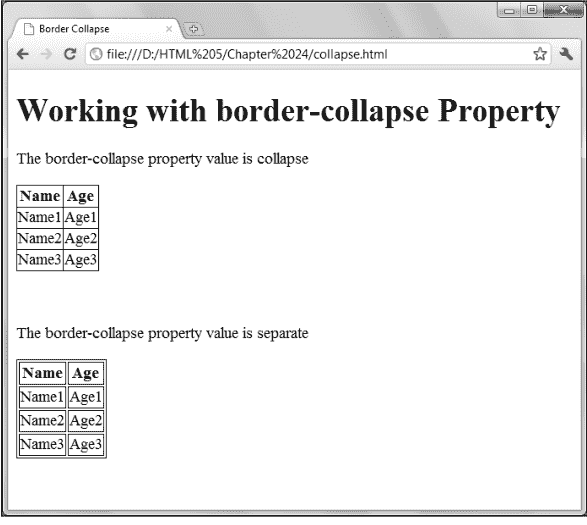 Border Collapse
file:///D:/HTML%205/Chapter%2024/collapse.html
Working with border-collapse Property
The border-collapse property value is collapse
Name Age
Name1 Age1
Name2 Age2
Name3 Age3
The border-collapse property value is separate
Name Age
Name1 Age1
Name2 Age2
Name3 Age3